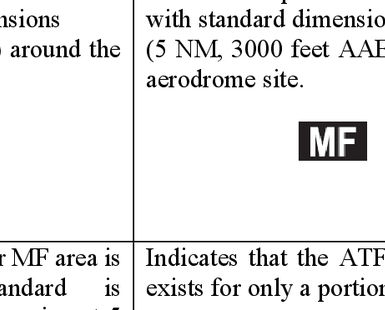 nsions
) around the
with standard dimensio
(5 NM, 3000 feet AAE
aerodrome site.
MF
r MF area is
andard is
Indicates that the ATF
exists for only a portion